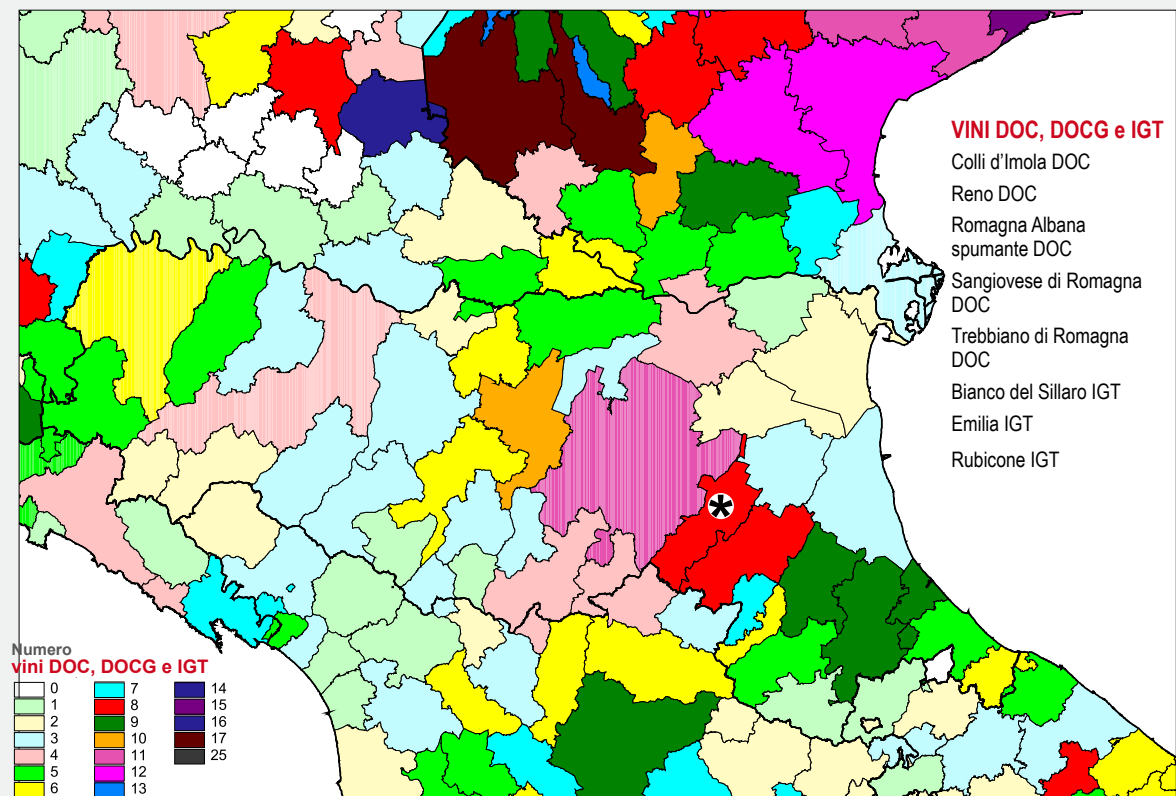 VINI DOC, DOCG e IGT
Colli d’Imola DOC
Reno DOC
Romagna Albana
spumante DOC
Sangiovese di Romagna
DOC
Trebbiano di Romagna
DOC
Bianco del Sillaro IGT
Emilia IGT
Rubicone IGT
*
Numero
vini DOC, DOCG e IGT
0
1
2
3
4
5
6
7
8
9
10
11
12
13
14
15
16
17
25